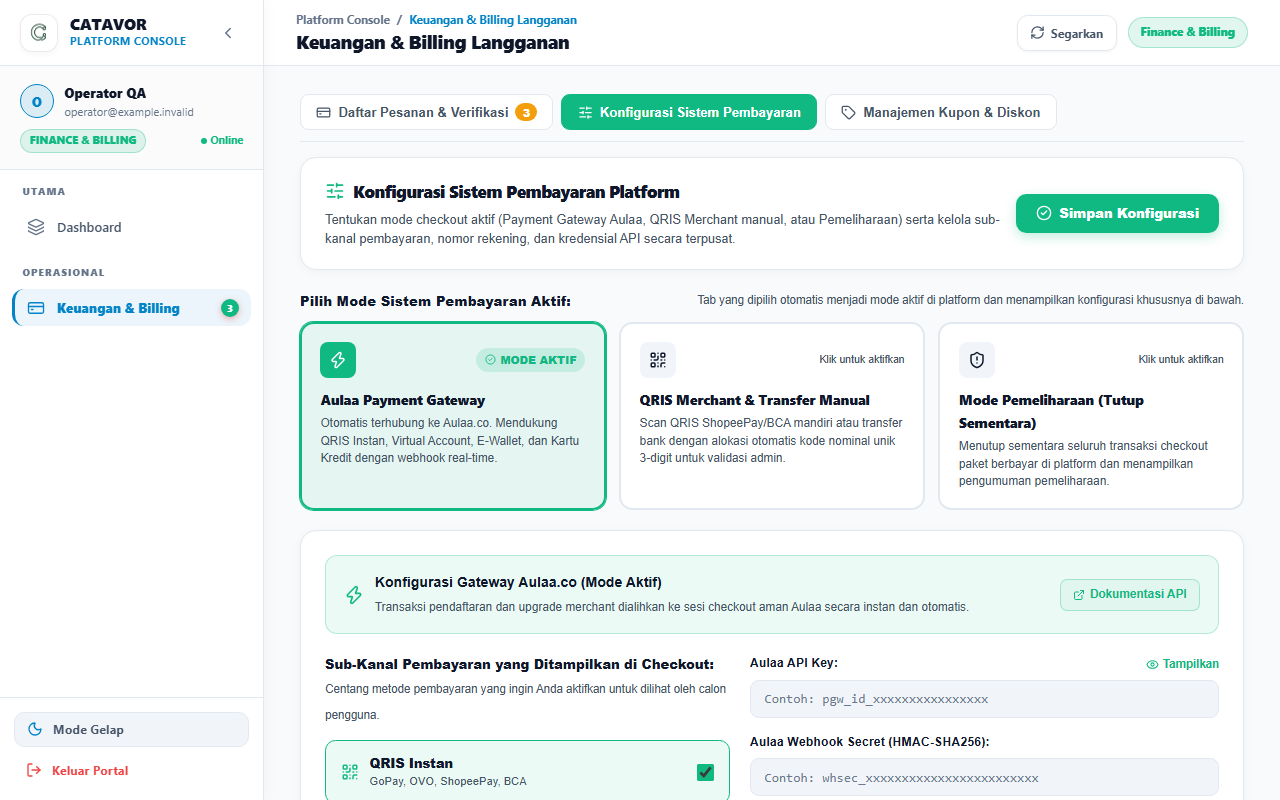 CATAVOR
PLATFORM CONSOLE
O
Operator QA
operator@example.invalid
FINANCE & BILLING
Online
UTAMA
Dashboard
OPERASIONAL
Keuangan & Billing
3
Mode Gelap
Keluar Portal
Platform Console / Keuangan & Billing Langganan
Keuangan & Billing Langganan
Segarkan
Finance & Billing
Daftar Pesanan & Verifikasi 3
Konfigurasi Sistem Pembayaran
Manajemen Kupon & Diskon
Konfigurasi Sistem Pembayaran Platform
Tentukan mode checkout aktif (Payment Gateway Aulaa, QRIS Merchant manual, atau Pemeliharaan) serta kelola sub-
kanal pembayaran, nomor rekening, dan kredensial API secara terpusat.
Simpan Konfigurasi
Pilih Mode Sistem Pembayaran Aktif:
Tab yang dipilih otomatis menjadi mode aktif di platform dan menampilkan konfigurasi khususnya di bawah.
MODE AKTIF
Aulaa Payment Gateway
Otomatis terhubung ke Aulaa.co. Mendukung
QRIS Instan, Virtual Account, E-Wallet, dan Kartu
Kredit dengan webhook real-time.
Klik untuk aktifkan
QRIS Merchant & Transfer Manual
Scan QRIS ShopeePay/BCA mandiri atau transfer
bank dengan alokasi otomatis kode nominal unik
3-digit untuk validasi admin.
Klik untuk aktifkan
Mode Pemeliharaan (Tutup
Sementara)
Menutup sementara seluruh transaksi checkout
paket berbayar di platform dan menampilkan
pengumuman pemeliharaan.
Konfigurasi Gateway Aulaa.co (Mode Aktif)
Transaksi pendaftaran dan upgrade merchant dialihkan ke sesi checkout aman Aulaa secara instan dan otomatis.
Dokumentasi API
Sub-Kanal Pembayaran yang Ditampilkan di Checkout:
Centang metode pembayaran yang ingin Anda aktifkan untuk dilihat oleh calon
pengguna.
QRIS Instan
GoPay, OVO, ShopeePay, BCA
Aulaa API Key:
Tampilkan
Contoh: pgw_id_xxxxxxxxxxxxxxxx
Aulaa Webhook Secret (HMAC-SHA256):
Contoh: whsec_xxxxxxxxxxxxxxxxxxxxxxxx